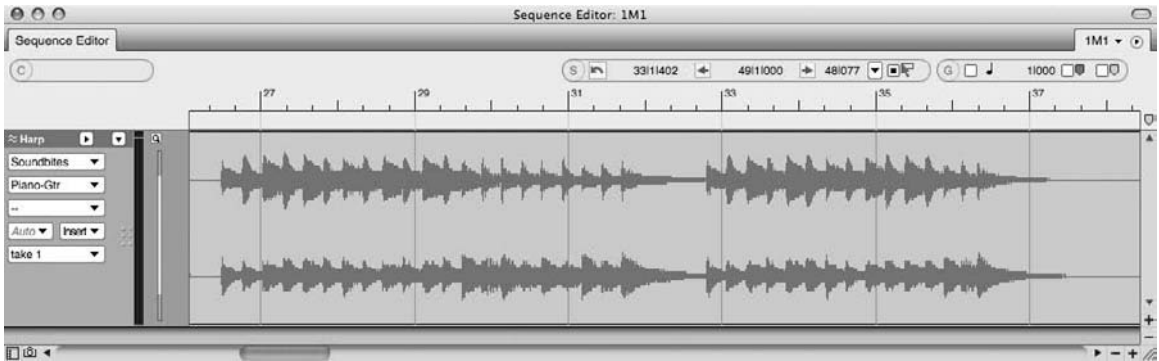 Sequence Editor: 1M1
Sequence Editor
1M1
C
S 33|1|402 49|1|000 48|077 G 1|000
27 29 31 33 35 37
Harp
Soundbites
Piano-Gtr
--
Auto Insert
take 1